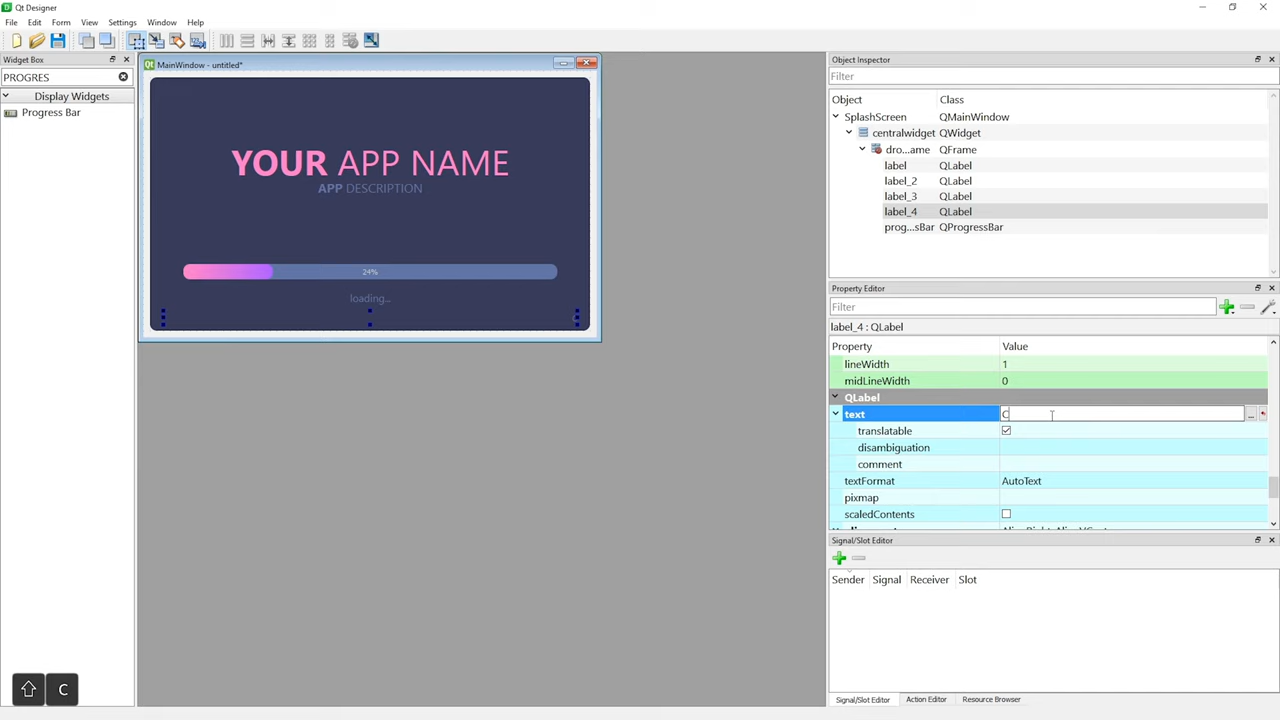 Qt Designer
File Edit Form View Settings Window Help
Widget Box
PROGRES
Display Widgets
Progress Bar
MainWindow - untitled*
YOUR APP NAME
APP DESCRIPTION
24%
loading...
Object Inspector
Filter
Object Class
SplashScreen QMainWindow
centralwidget QWidget
dro...ame QFrame
label QLabel
label_2 QLabel
label_3 QLabel
label_4 QLabel
prog...sBar QProgressBar
Property Editor
Filter
label_4 : QLabel
Property Value
lineWidth 1
midLineWidth 0
QLabel
text C
translatable
disambiguation
comment
textFormat AutoText
pixmap
scaledContents
Signal/Slot Editor
Sender Signal Receiver Slot
Signal/Slot Editor Action Editor Resource Browser
C